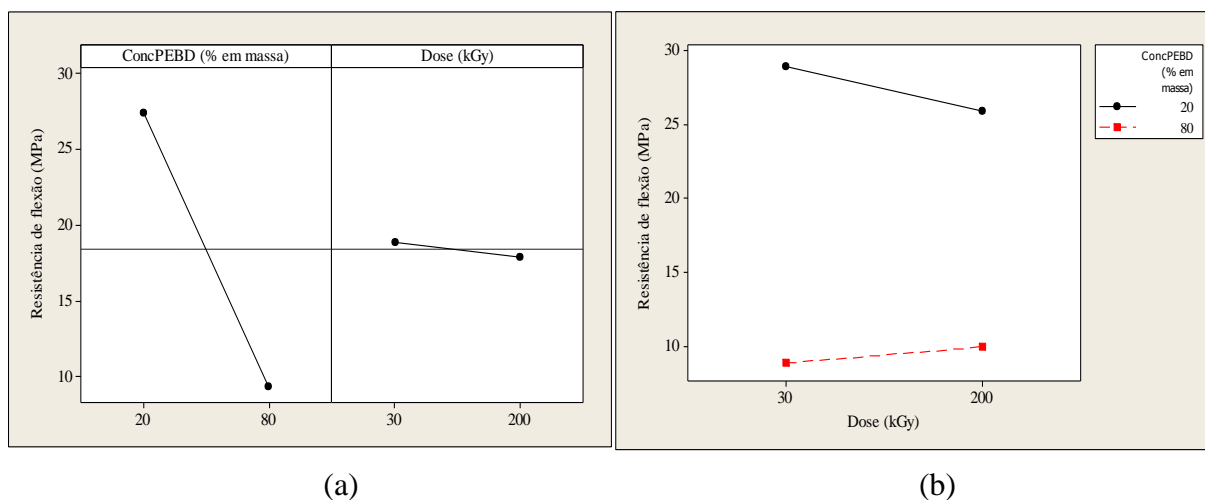 ConcPEBD (% em massa)
Dose (kGy)
Resistência de flexão (MPa)
30
25
20
15
10
20
80
30
200
(a)
Resistência de flexão (MPa)
30
25
20
15
10
30
200
Dose (kGy)
ConcPEBD
(% em
massa)
20
80
(b)